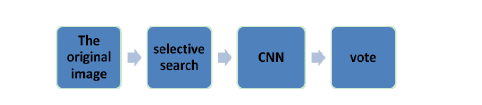 The
original
image
selective
search
CNN
vote